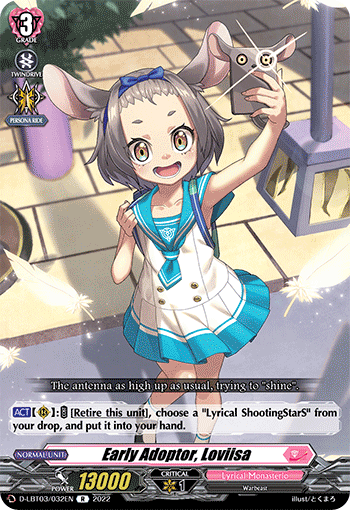 3
GRADE
TWINDRIVE
PERSONA RIDE
The antenna as high up as usual, trying to "shine".
ACT【 R 】: [Retire this unit], choose a "Lyrical ShootingStarS" from
your drop, and put it into your hand.
NORMAL UNIT
Early Adoptor, Loviisa
POWER 13000
CRITICAL
1
Lyrical Monasterio
Warbeast
D-LBT03/032EN R 2022
illust/とくまろ